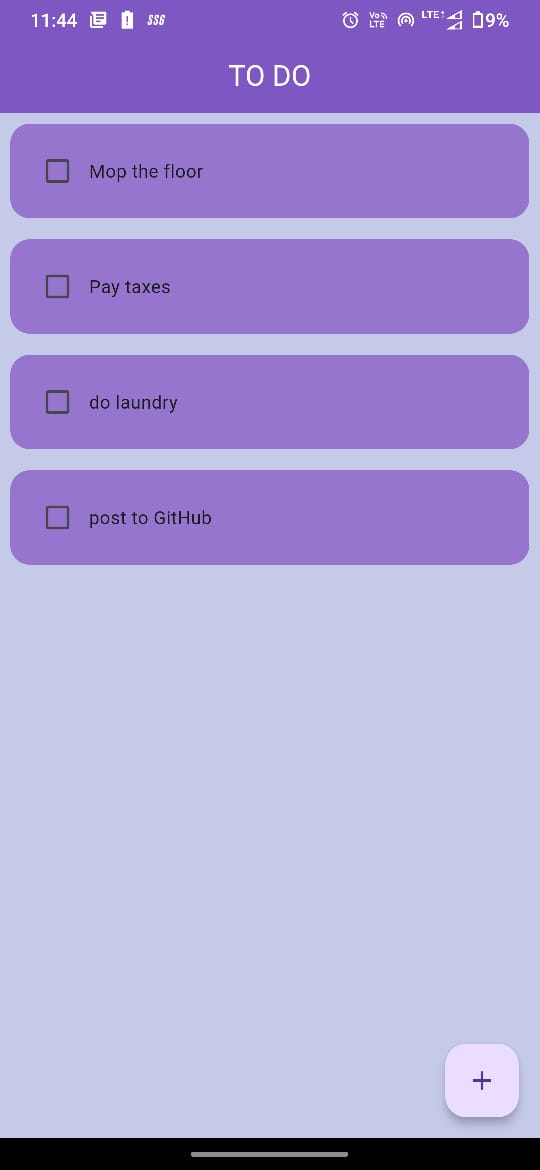 11:44 SSG Vo) LTE LTE 9%
TO DO
Mop the floor
Pay taxes
do laundry
post to GitHub